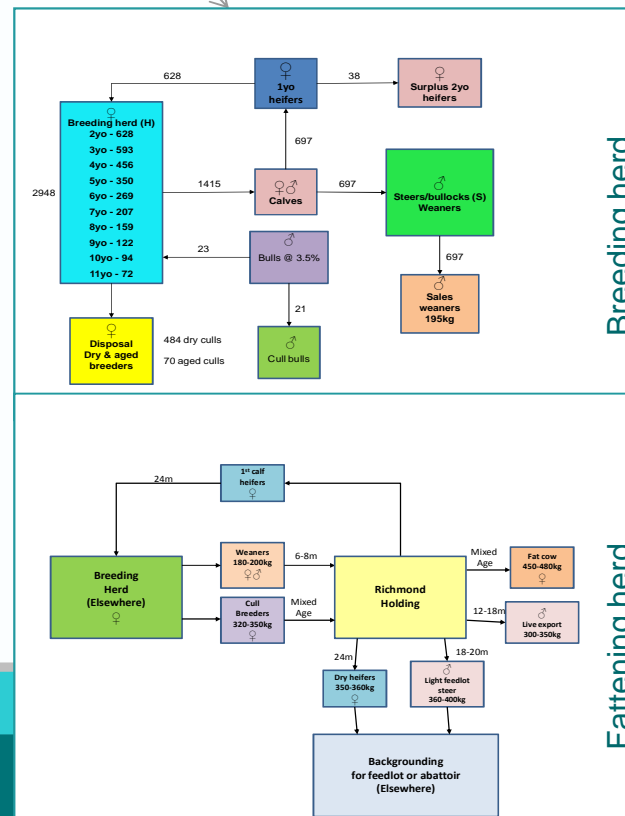 ♀
1yo
heifers
628
38
♀
Surplus 2yo
heifers
♀
Breeding herd (H)
2yo - 628
3yo - 593
4yo - 456
5yo - 350
6yo - 269
7yo - 207
8yo - 159
9yo - 122
10yo - 94
11yo - 72
2948
697
1415
♀♂
Calves
697
♂
Steers/bullocks (S)
Weaners
23
♂
Bulls @ 3.5%
697
♂
Sales
weaners
195kg
21
♂
Cull bulls
♀
Disposal
Dry & aged
breeders
484 dry culls
70 aged culls
Breeding herd
24m
1st calf
heifers
♀
Breeding
Herd
(Elsewhere)
♀
Weaners
180-200kg
♀♂
6-8m
Cull
Breeders
320-350kg
♀
Mixed
Age
Richmond
Holding
Mixed
Age
Fat cow
450-480kg
♀
12-18m
♂
Live export
300-350kg
24m
18-20m
Dry heifers
350-360kg
♀
♂
Light feedlot
steer
360-400kg
Backgrounding
for feedlot or abattoir
(Elsewhere)
Fattening herd